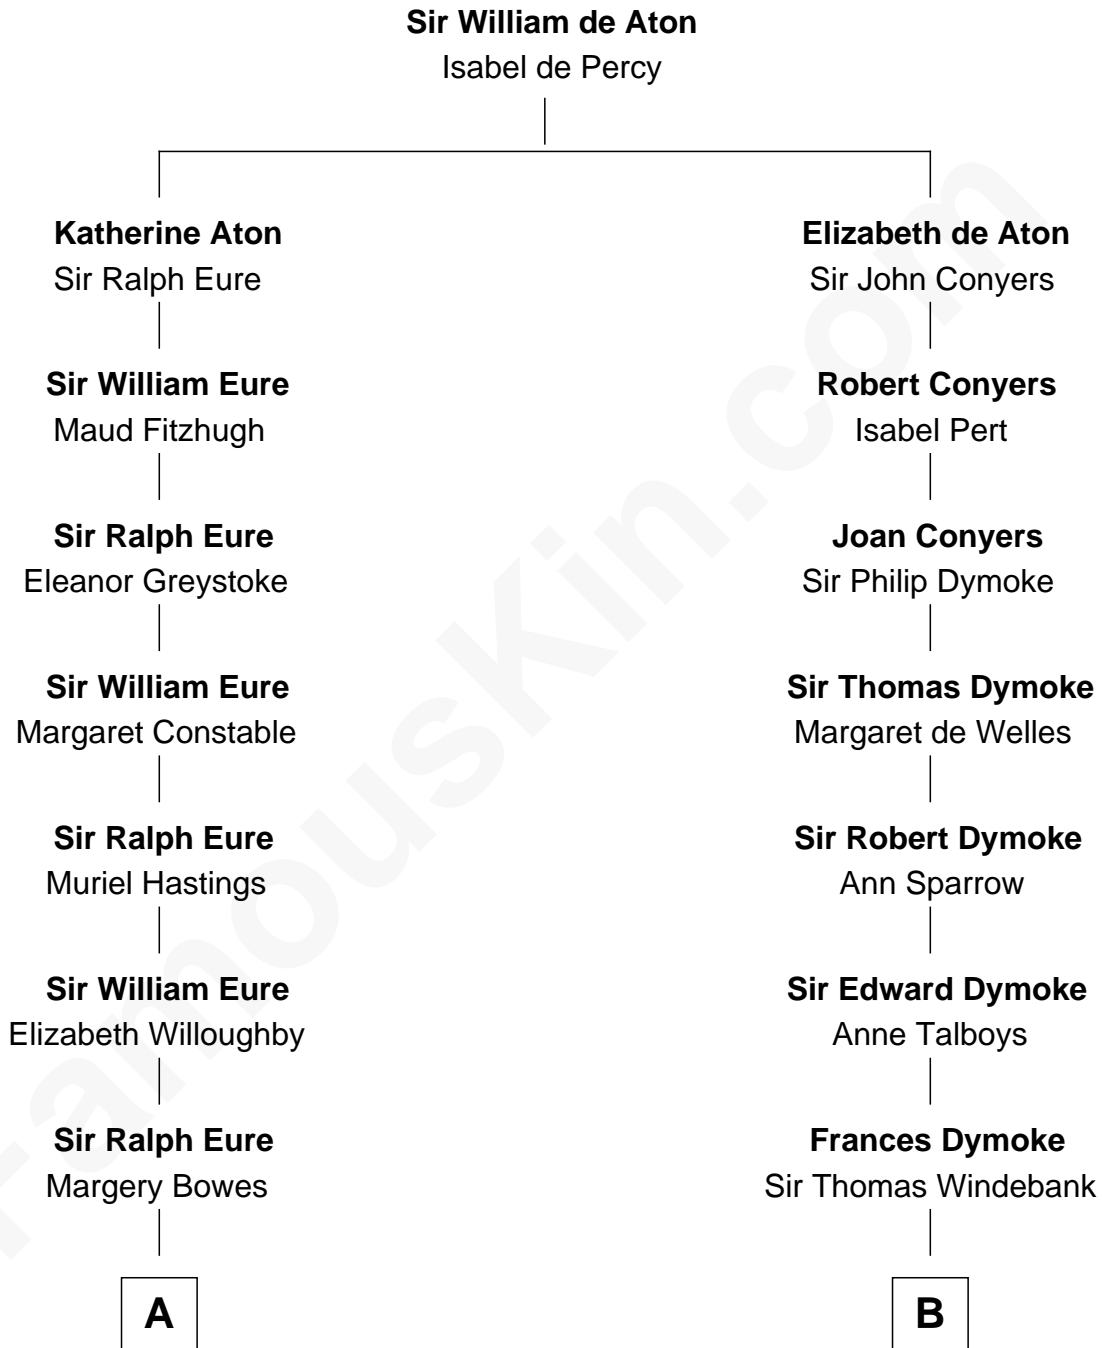 Sir William de Aton
Isabel de Percy
Katherine Aton
Sir Ralph Eure
Elizabeth de Aton
Sir John Conyers
Sir William Eure
Maud Fitzhugh
Robert Conyers
Isabel Pert
Sir Ralph Eure
Eleanor Greystoke
Joan Conyers
Sir Philip Dymoke
Sir William Eure
Margaret Constable
Sir Thomas Dymoke
Margaret de Welles
Sir Ralph Eure
Muriel Hastings
Sir Robert Dymoke
Ann Sparrow
Sir William Eure
Elizabeth Willoughby
Sir Edward Dymoke
Anne Talboys
Sir Ralph Eure
Margery Bowes
Frances Dymoke
Sir Thomas Windebank
A
B
FamousKin.com